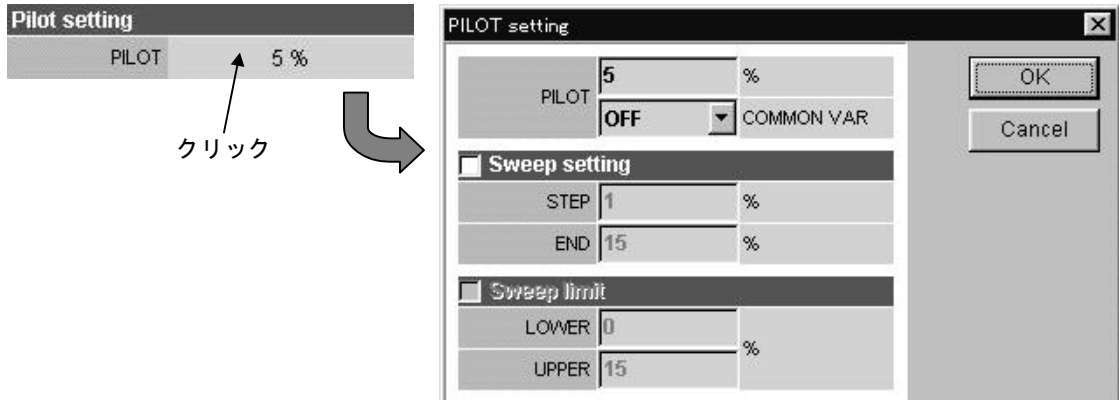 Pilot setting
PILOT 5 %
クリック
PILOT setting
PILOT
5 %
OFF COMMON VAR
Sweep setting
STEP 1 %
END 15 %
Sweep limit
LOWER 0
%
UPPER 15
OK
Cancel